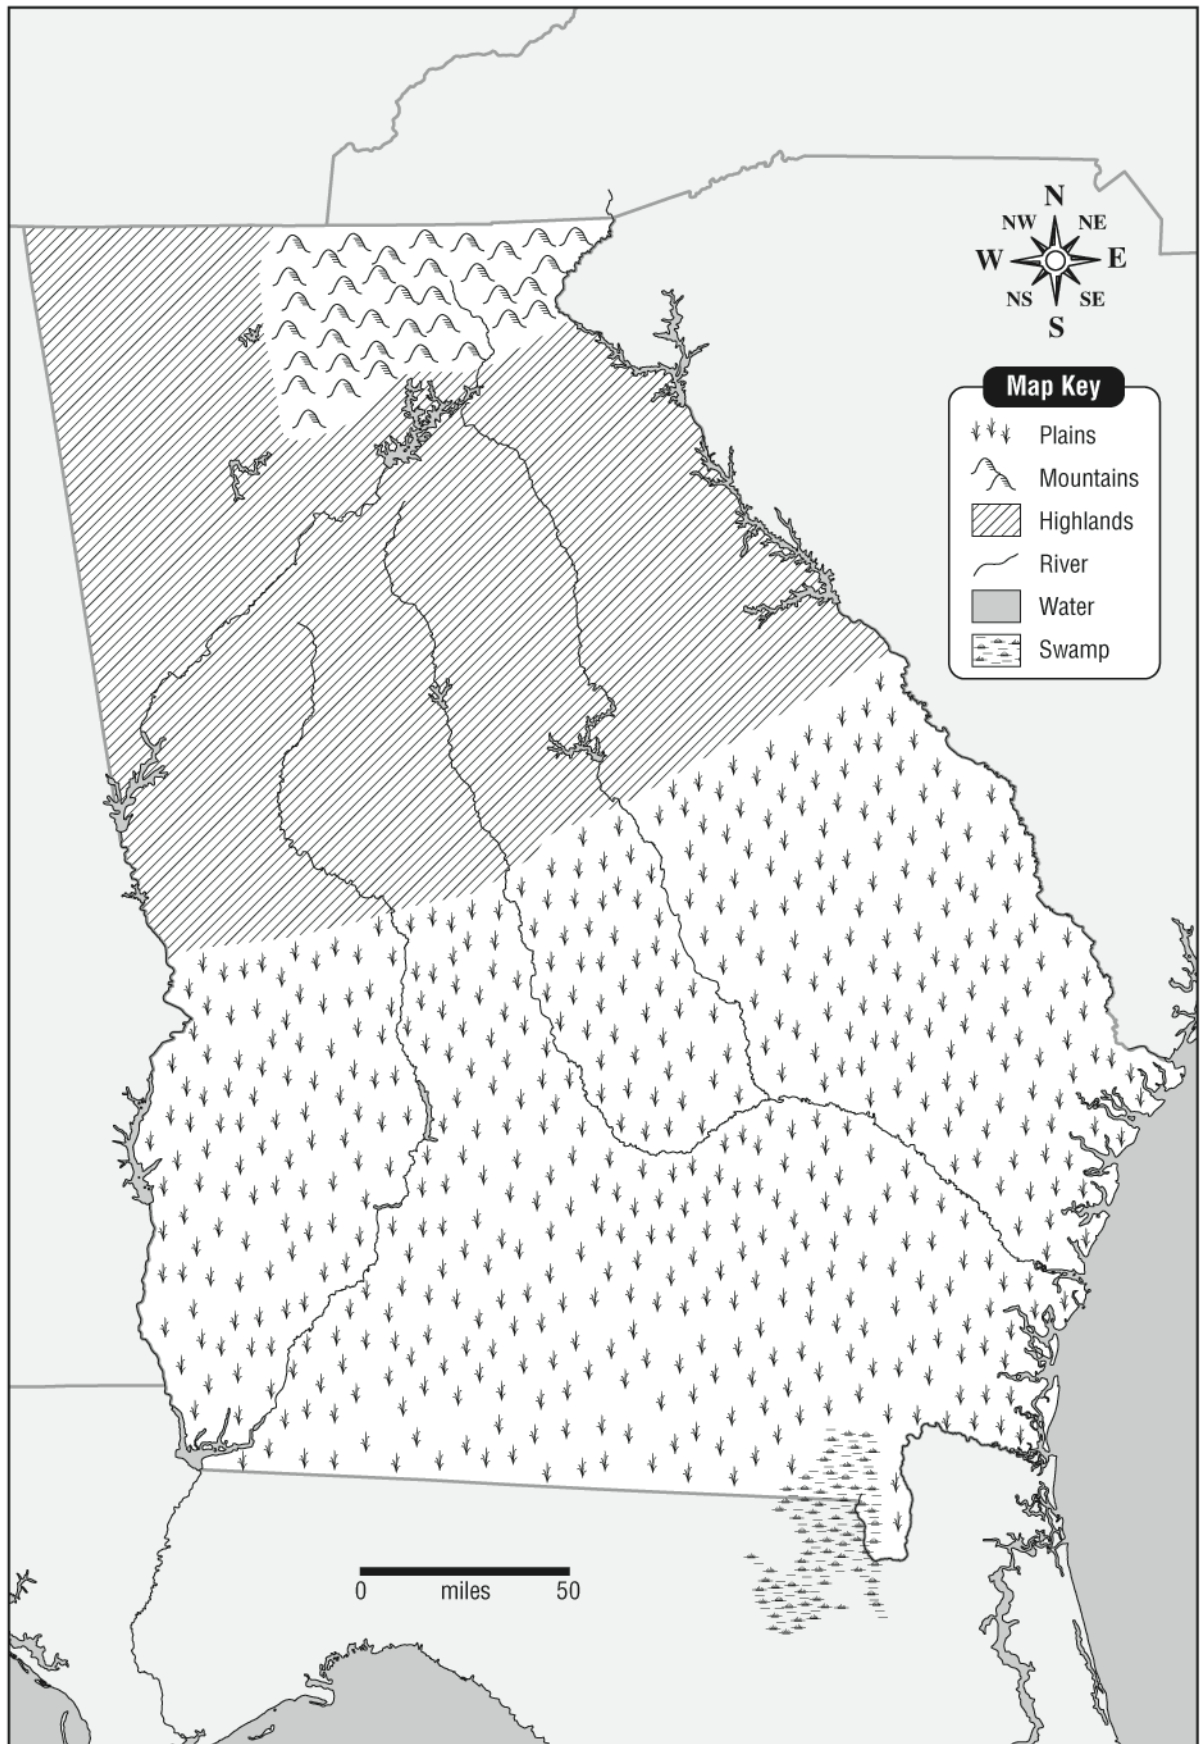 N
NW NE
W E
NS SE
S
Map Key
Plains
Mountains
Highlands
River
Water
Swamp
0 miles 50